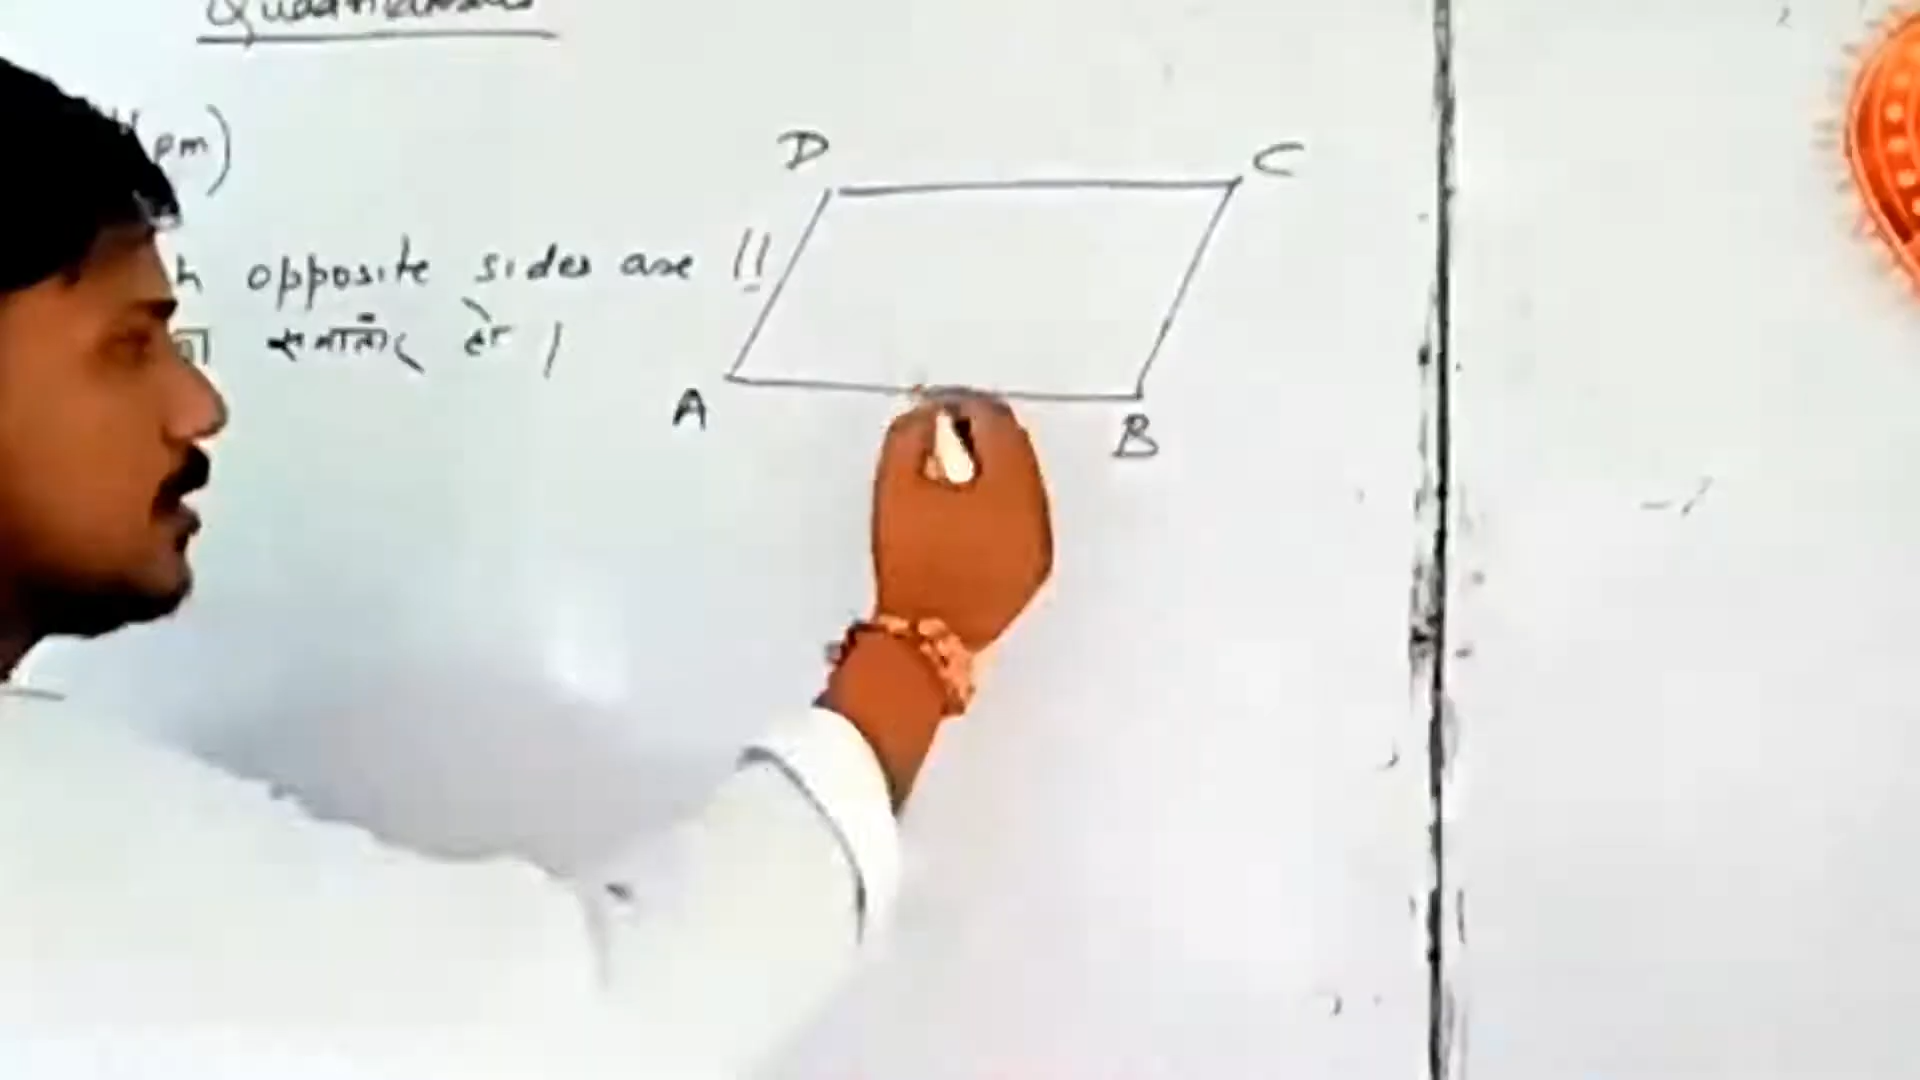 Quadrilaterals
pm)
D
C
opposite sides are ||
समांतर है।
A
B